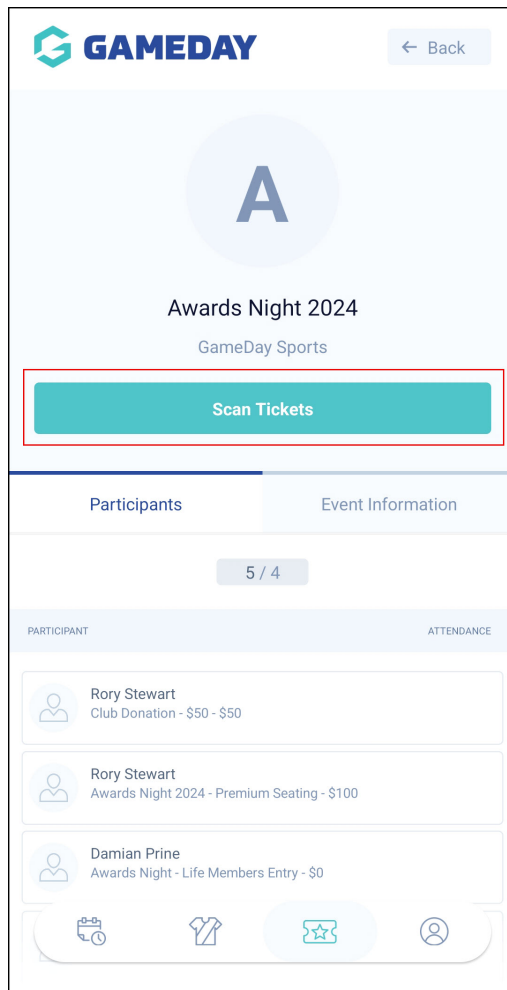 GAMEDAY
← Back
A
Awards Night 2024
GameDay Sports
Scan Tickets
Participants Event Information
5 / 4
PARTICIPANT ATTENDANCE
Rory Stewart
Club Donation - $50 - $50
Rory Stewart
Awards Night 2024 - Premium Seating - $100
Damian Prine
Awards Night - Life Members Entry - $0